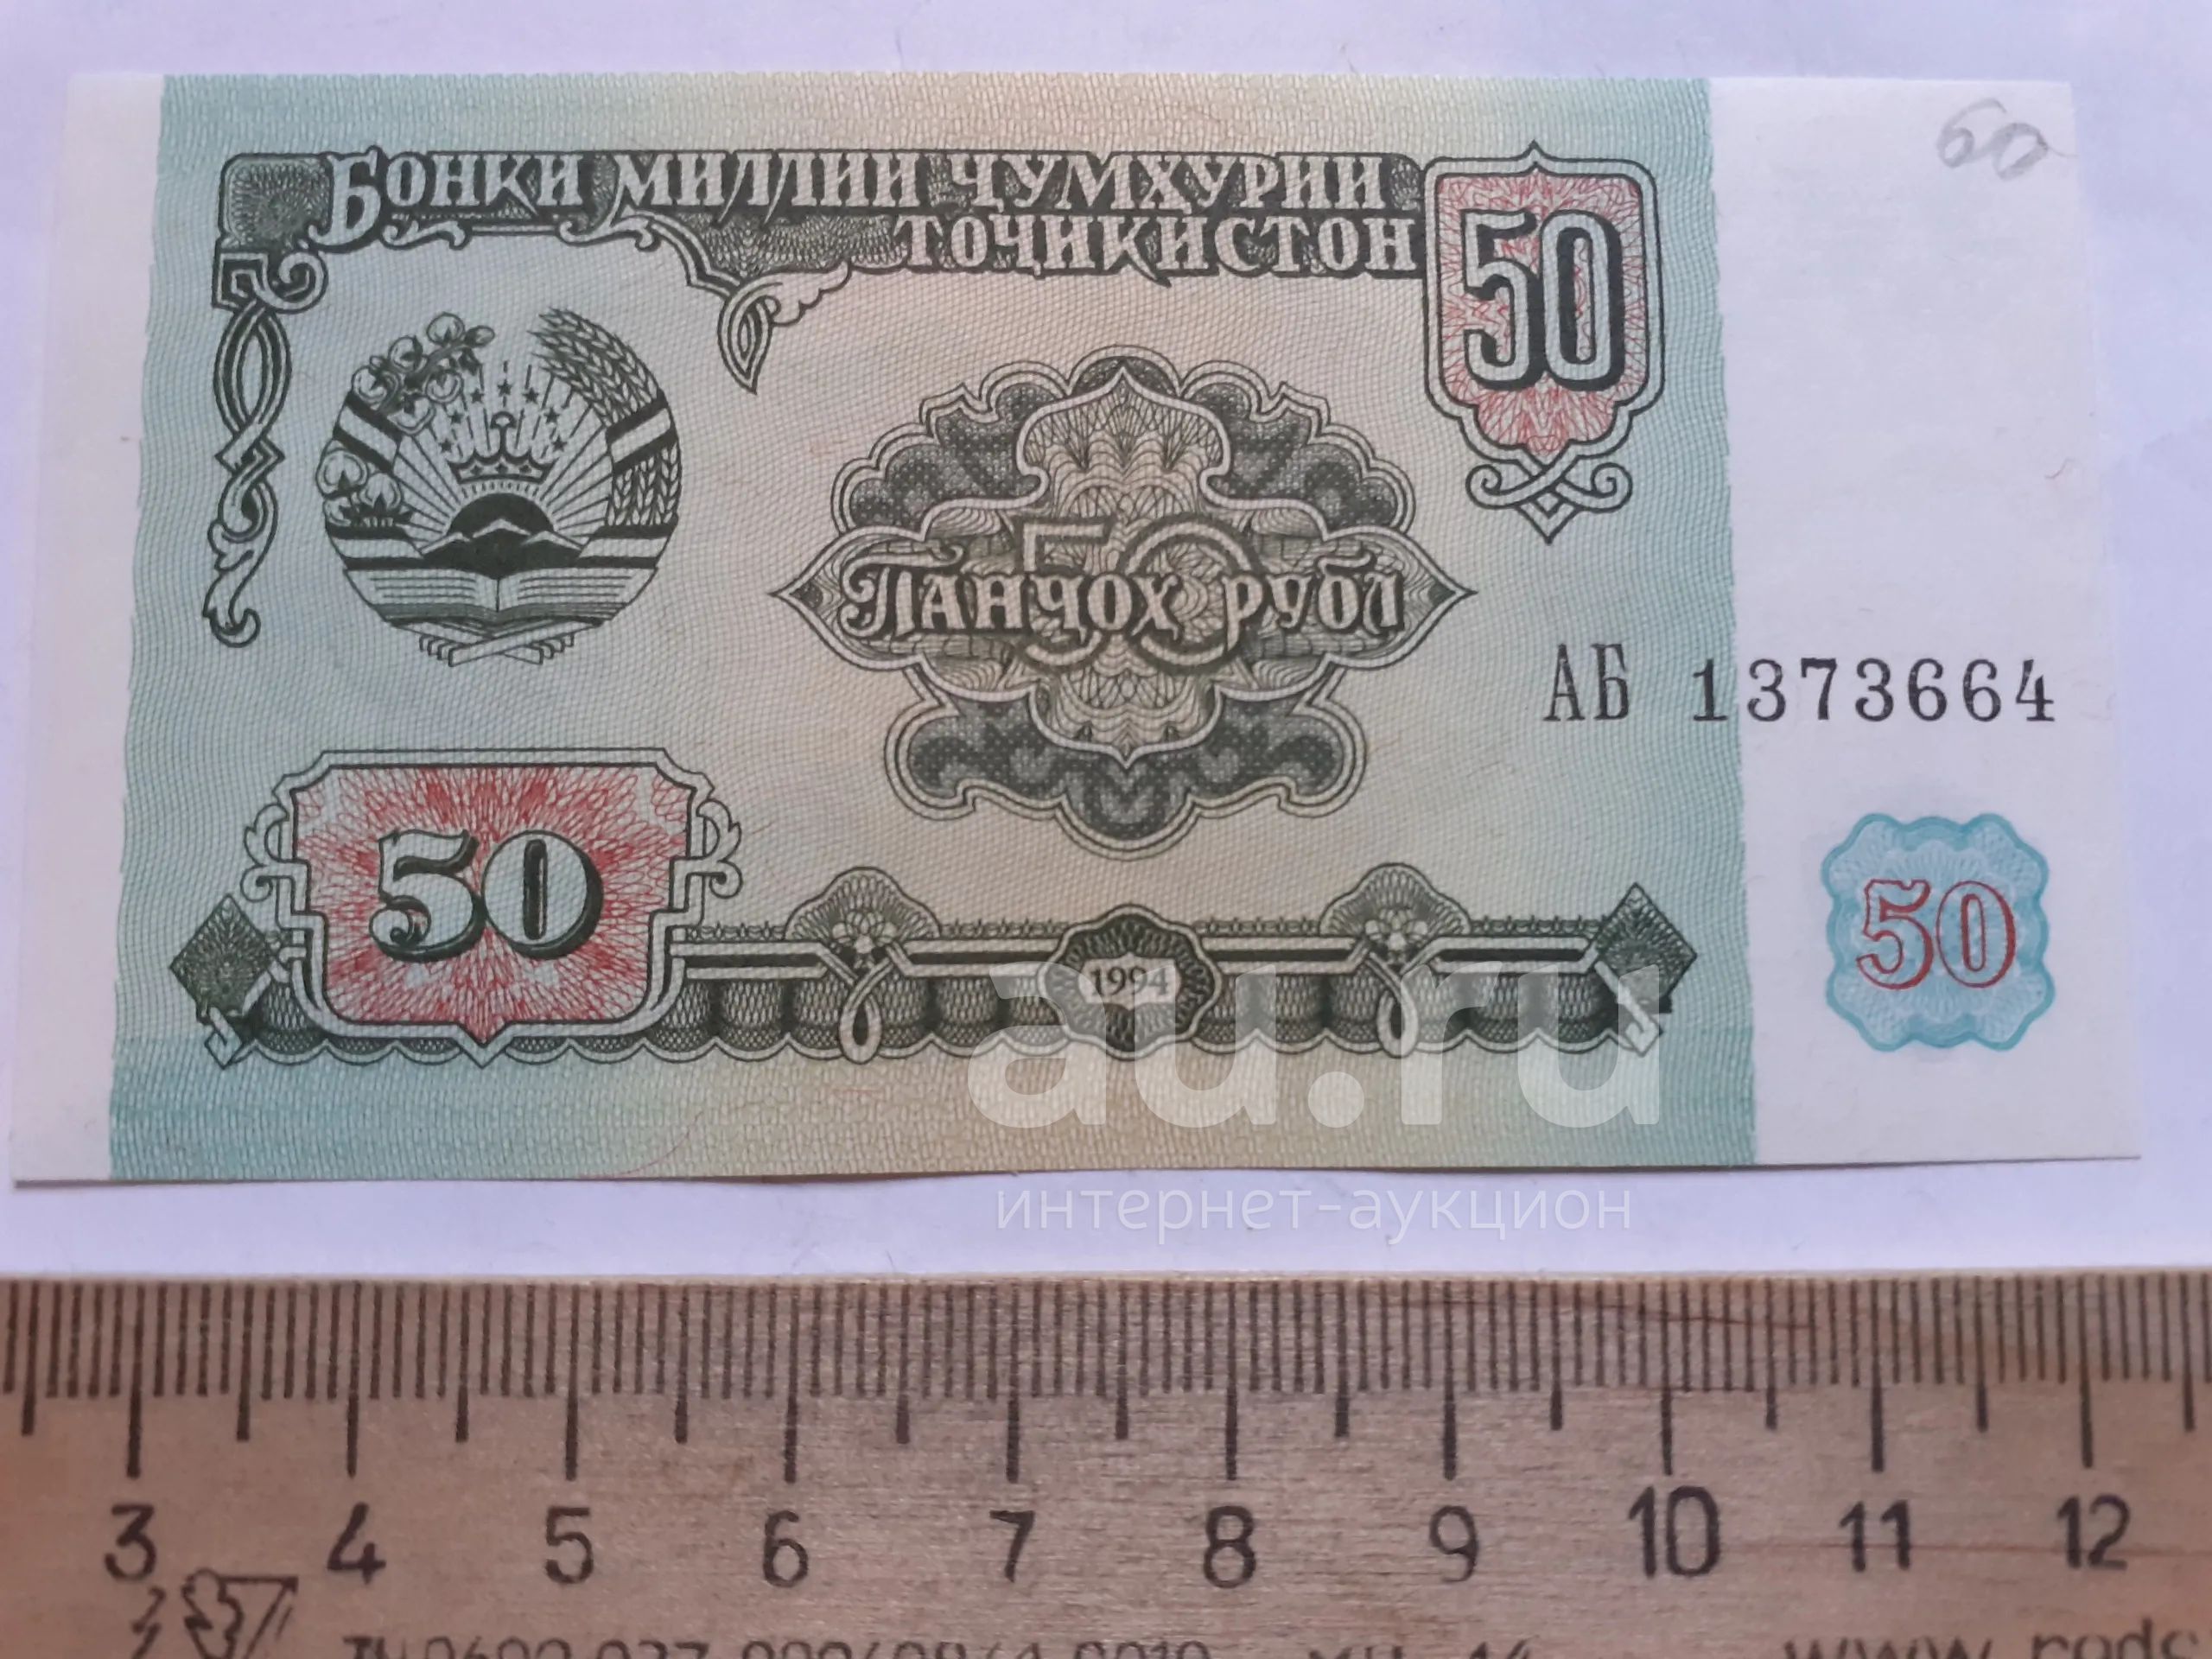 60
Бонки миллии ҷумҳурии
тоҷикистон
50
50
Панҷоҳ рубл
АБ 1373664
50
50
1994
au.ru
интернет-аукцион
3 4 5 6 7 8 9 10 11 12